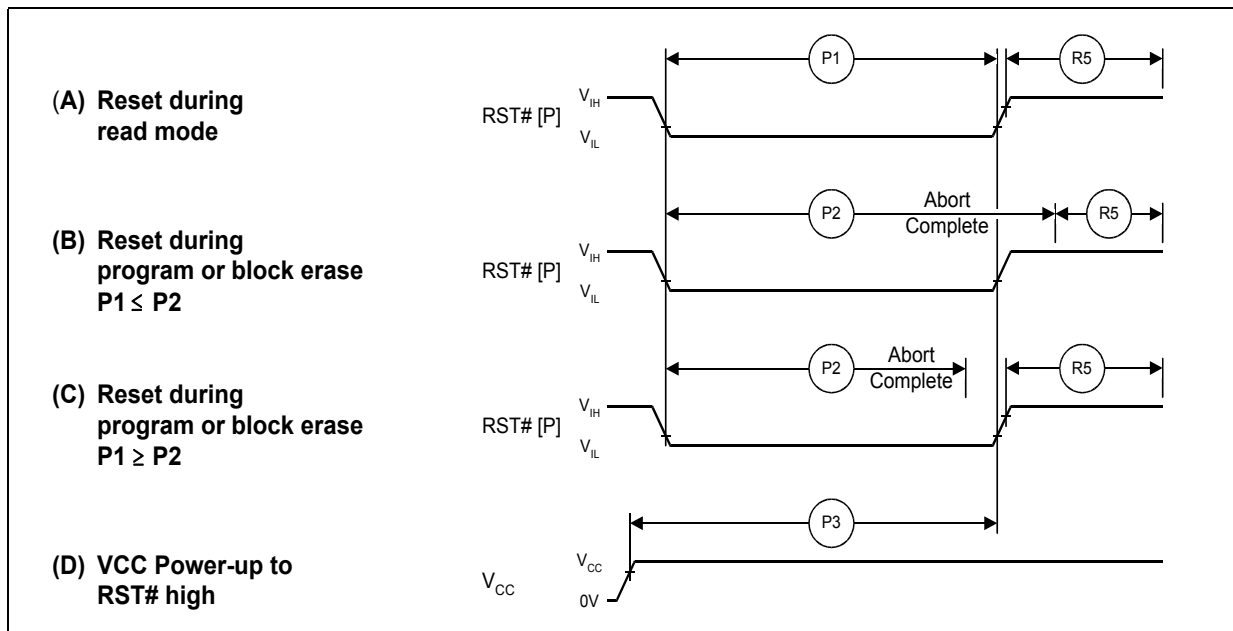 P1
R5
(A) Reset during
read mode
RST# [P]
VIH
VIL
P2
Abort
Complete
R5
(B) Reset during
program or block erase
P1 ≤ P2
RST# [P]
VIH
VIL
P2
Abort
Complete
R5
(C) Reset during
program or block erase
P1 ≥ P2
RST# [P]
VIH
VIL
P3
(D) VCC Power-up to
RST# high
VCC
VCC
0V